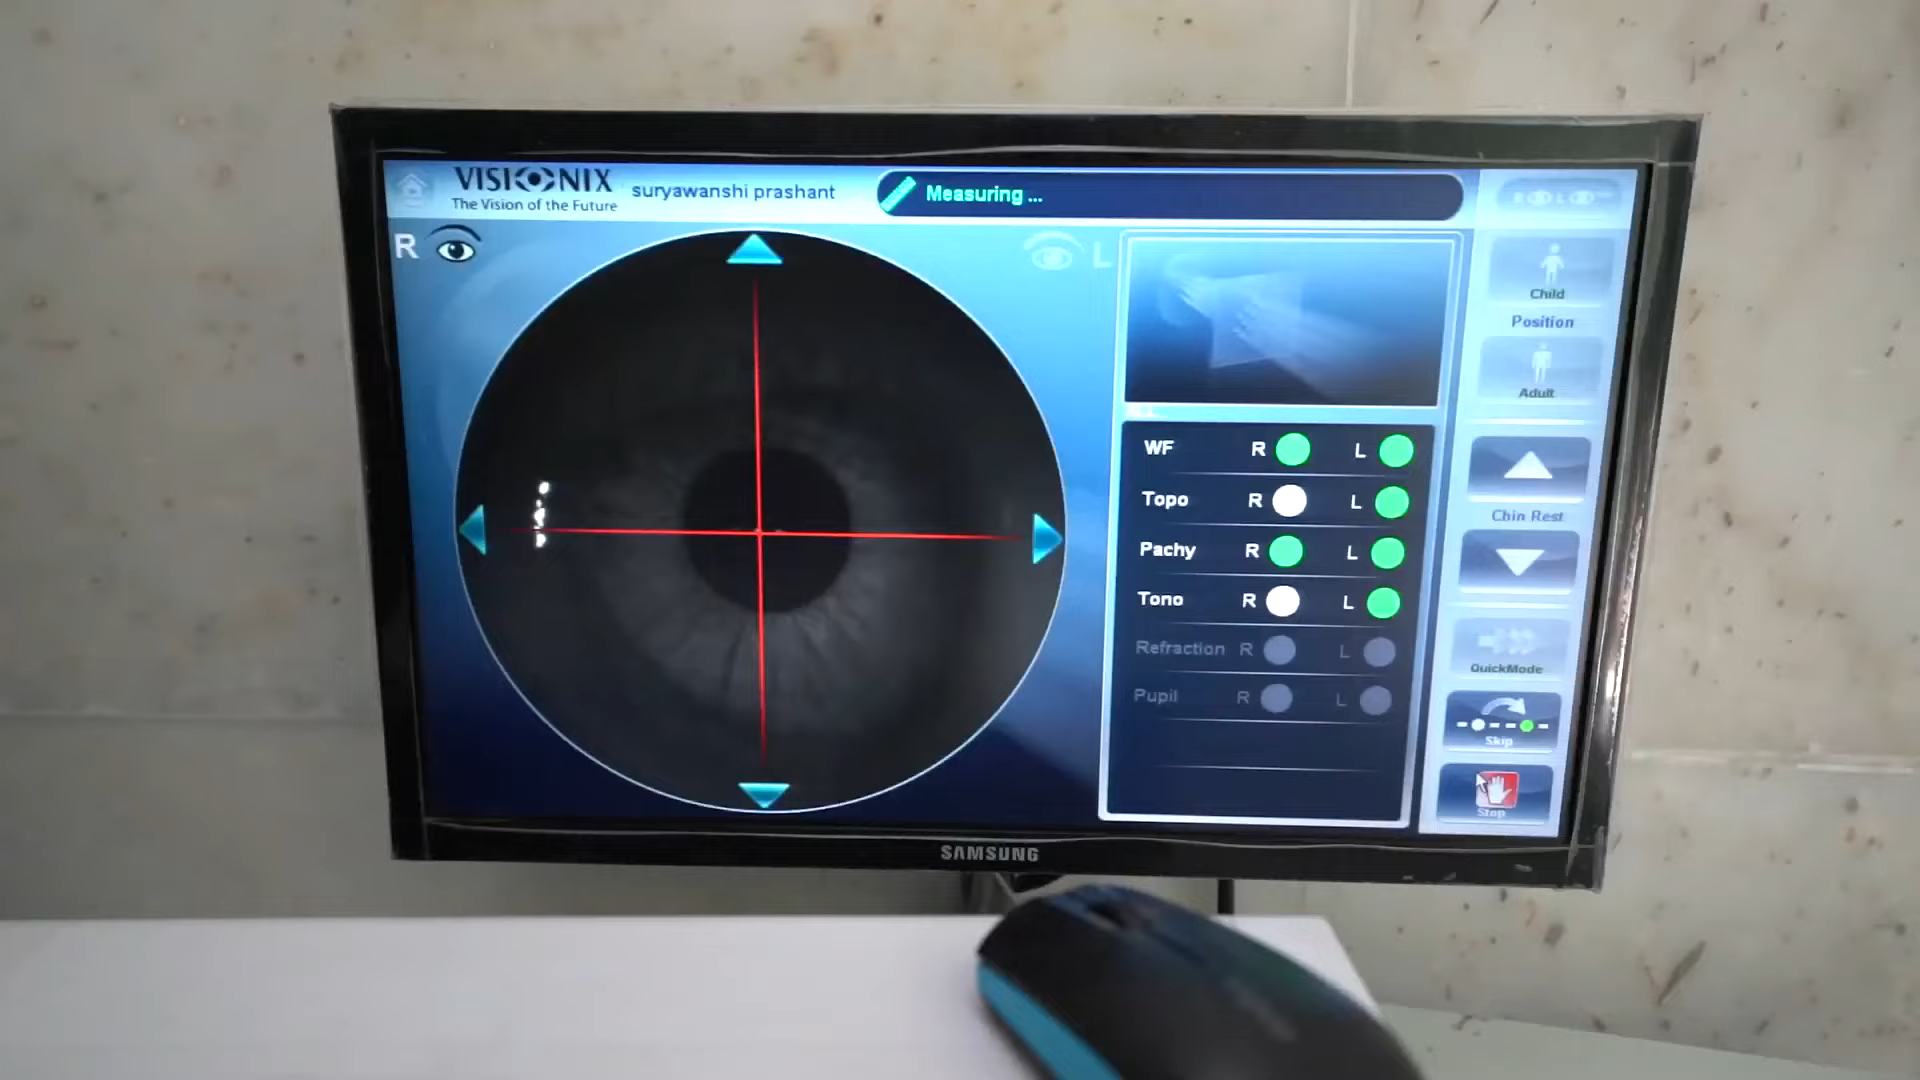 VISIONIX
The Vision of the Future
suryawanshi prashant
Measuring ...
R
L
Child
Position
Adult
WF R L
Topo R L
Pachy R L
Tono R L
Refraction R L
Pupil R L
Chin Rest
QuickMode
Skip
Stop
SAMSUNG